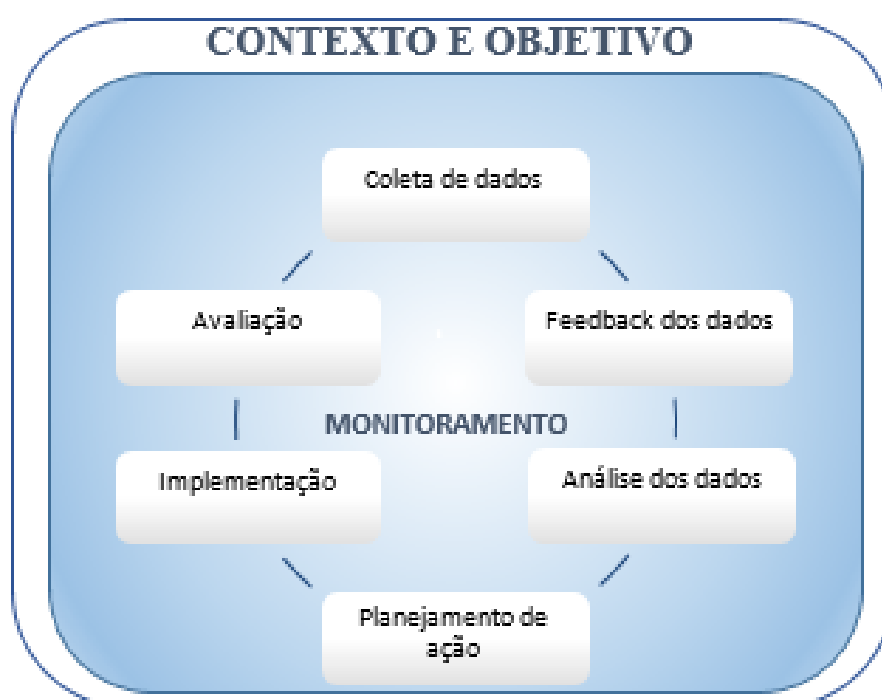 CONTEXTO E OBJETIVO
Coleta de dados
Avaliação
Feedback dos dados
MONITORAMENTO
Implementação
Análise dos dados
Planejamento de
ação